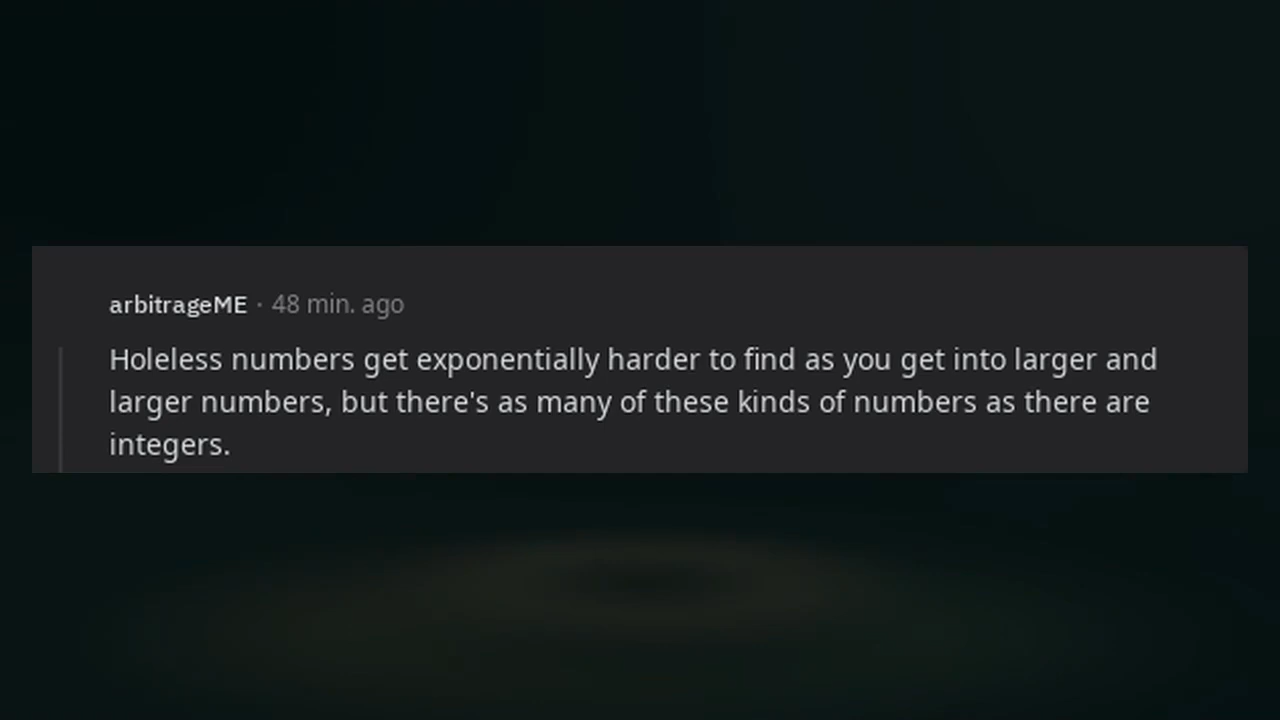 arbitrageME · 48 min. ago
Holeless numbers get exponentially harder to find as you get into larger and
larger numbers, but there's as many of these kinds of numbers as there are
integers.